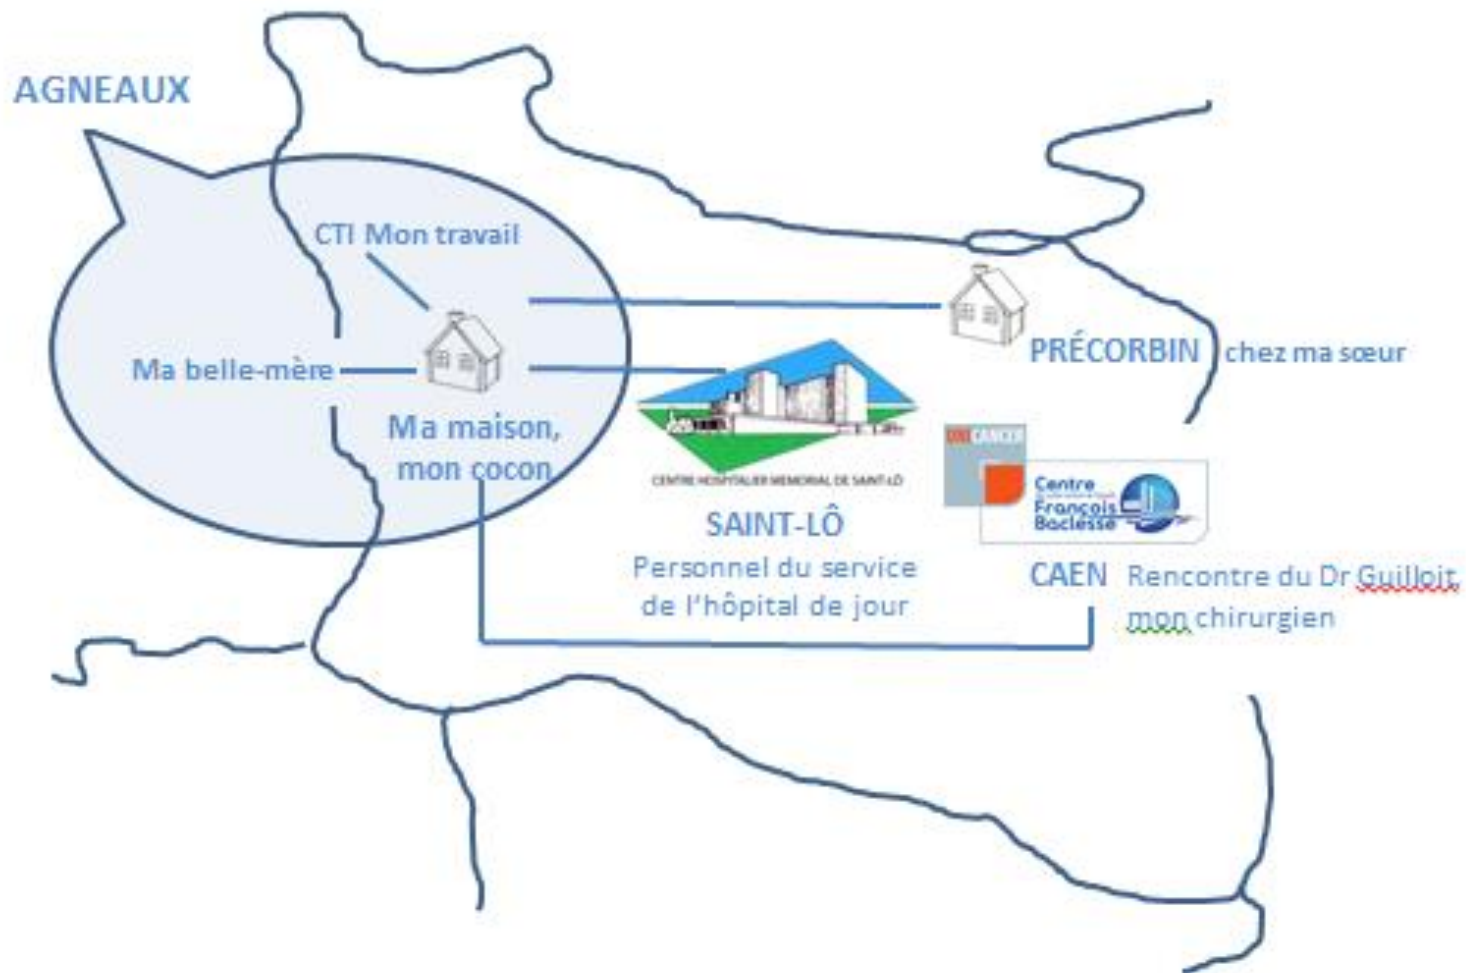 AGNEAUX
CTI Mon travail
Ma belle-mère
Ma maison,
mon cocon
PRÉCORBIN chez ma sœur
CENTRE HOSPITALIER MEMORIAL DE SAINT-LÔ
SAINT-LÔ
Personnel du service
de l'hôpital de jour
UNICANCER
Centre
François
Baclesse
CAEN Rencontre du Dr Guilloit,
mon chirurgien